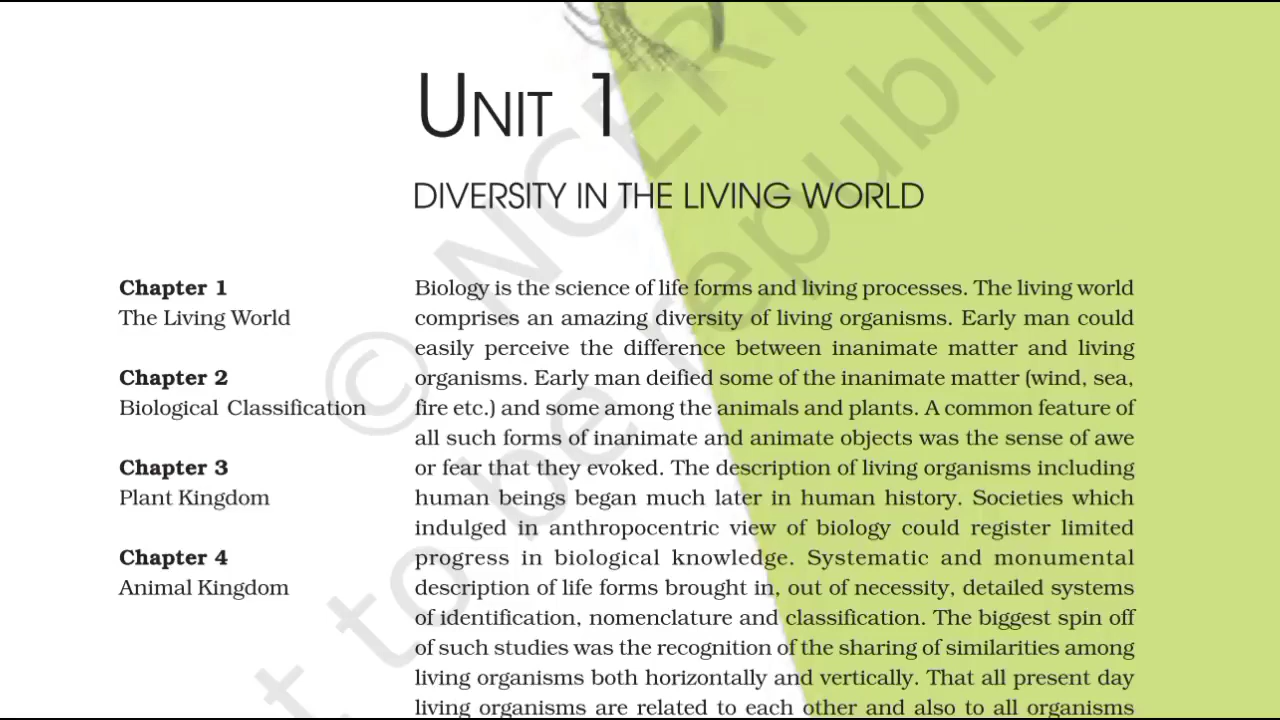 UNIT 1
DIVERSITY IN THE LIVING WORLD
Chapter 1
The Living World
Chapter 2
Biological Classification
Chapter 3
Plant Kingdom
Chapter 4
Animal Kingdom
Biology is the science of life forms and living processes. The living world
comprises an amazing diversity of living organisms. Early man could
easily perceive the difference between inanimate matter and living
organisms. Early man deified some of the inanimate matter (wind, sea,
fire etc.) and some among the animals and plants. A common feature of
all such forms of inanimate and animate objects was the sense of awe
or fear that they evoked. The description of living organisms including
human beings began much later in human history. Societies which
indulged in anthropocentric view of biology could register limited
progress in biological knowledge. Systematic and monumental
description of life forms brought in, out of necessity, detailed systems
of identification, nomenclature and classification. The biggest spin off
of such studies was the recognition of the sharing of similarities among
living organisms both horizontally and vertically. That all present day
living organisms are related to each other and also to all organisms
© NCERT
t to be republis